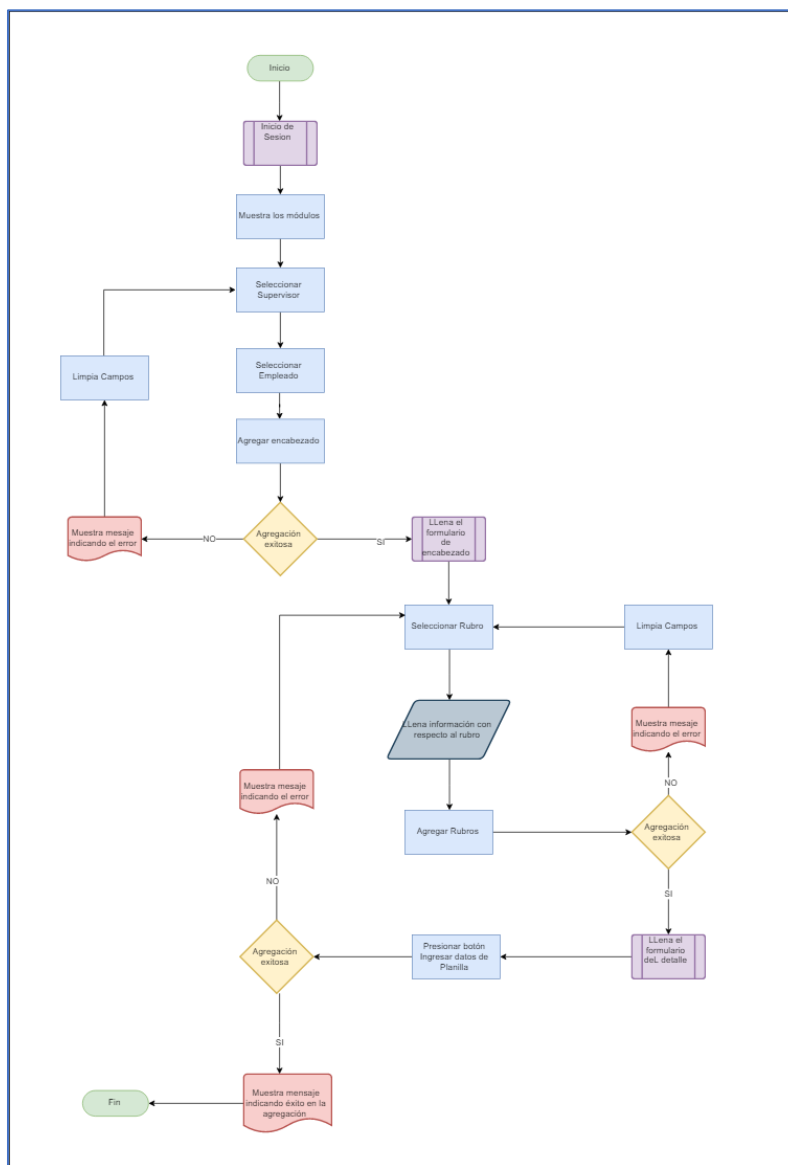 Inicio
Inicio de
Sesion
Muestra los módulos
Seleccionar
Supervisor
Limpia Campos
Seleccionar
Empleado
Agregar encabezado
Muestra mesaje
indicando el error
NO
Agregación
exitosa
SI
LLena el
formulario
de
encabezado
Seleccionar Rubro
Limpia Campos
LLena información con
respecto al rubro
Muestra mesaje
indicando el error
Muestra mesaje
indicando el error
NO
Agregar Rubros
Agregación
exitosa
NO
SI
Agregación
exitosa
Presionar botón
Ingresar datos de
Planilla
LLena el
formulario
deL detalle
SI
Fin
Muestra mensaje
indicando éxito en la
agregación